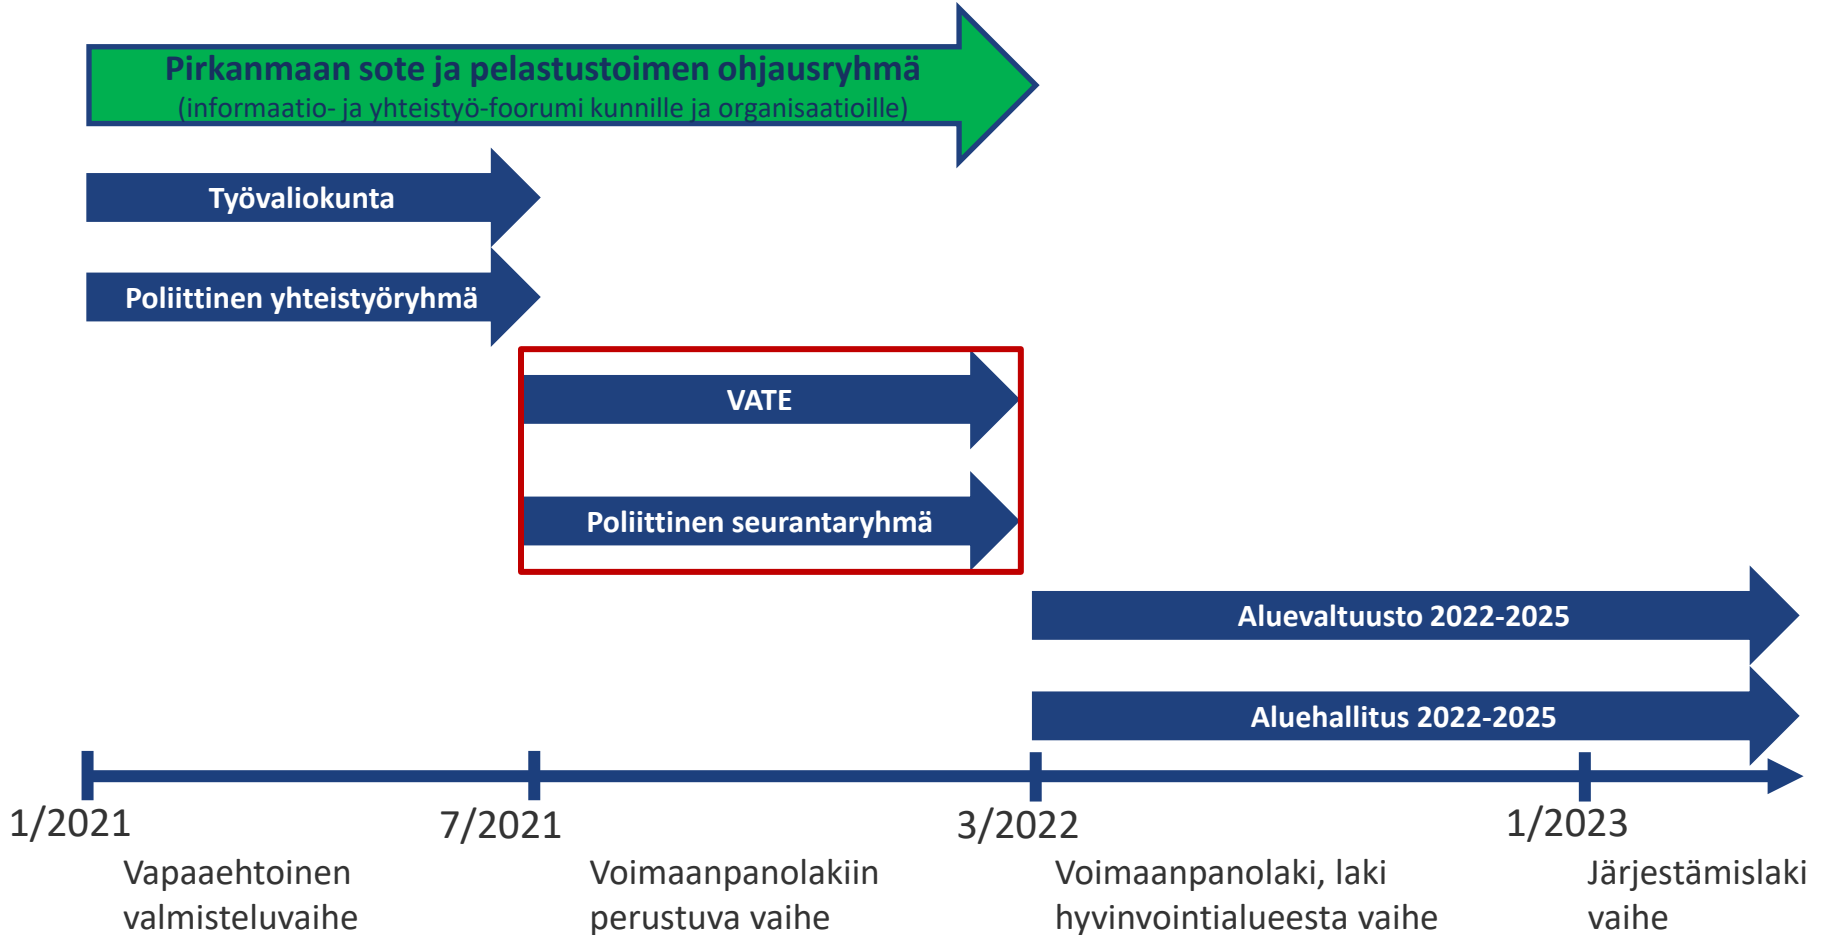 Pirkanmaan sote ja pelastustoimen ohjausryhmä
(informaatio- ja yhteistyö-foorumi kunnille ja organisaatioille)
Työvaliokunta
Poliittinen yhteistyöryhmä
VATE
Poliittinen seurantaryhmä
Aluevaltuusto 2022-2025
Aluehallitus 2022-2025
1/2021
7/2021
3/2022
1/2023
Vapaaehtoinen
valmisteluvaihe
Voimaanpanolakiin
perustuva vaihe
Voimaanpanolaki, laki
hyvinvointialueesta vaihe
Järjestämislaki
vaihe